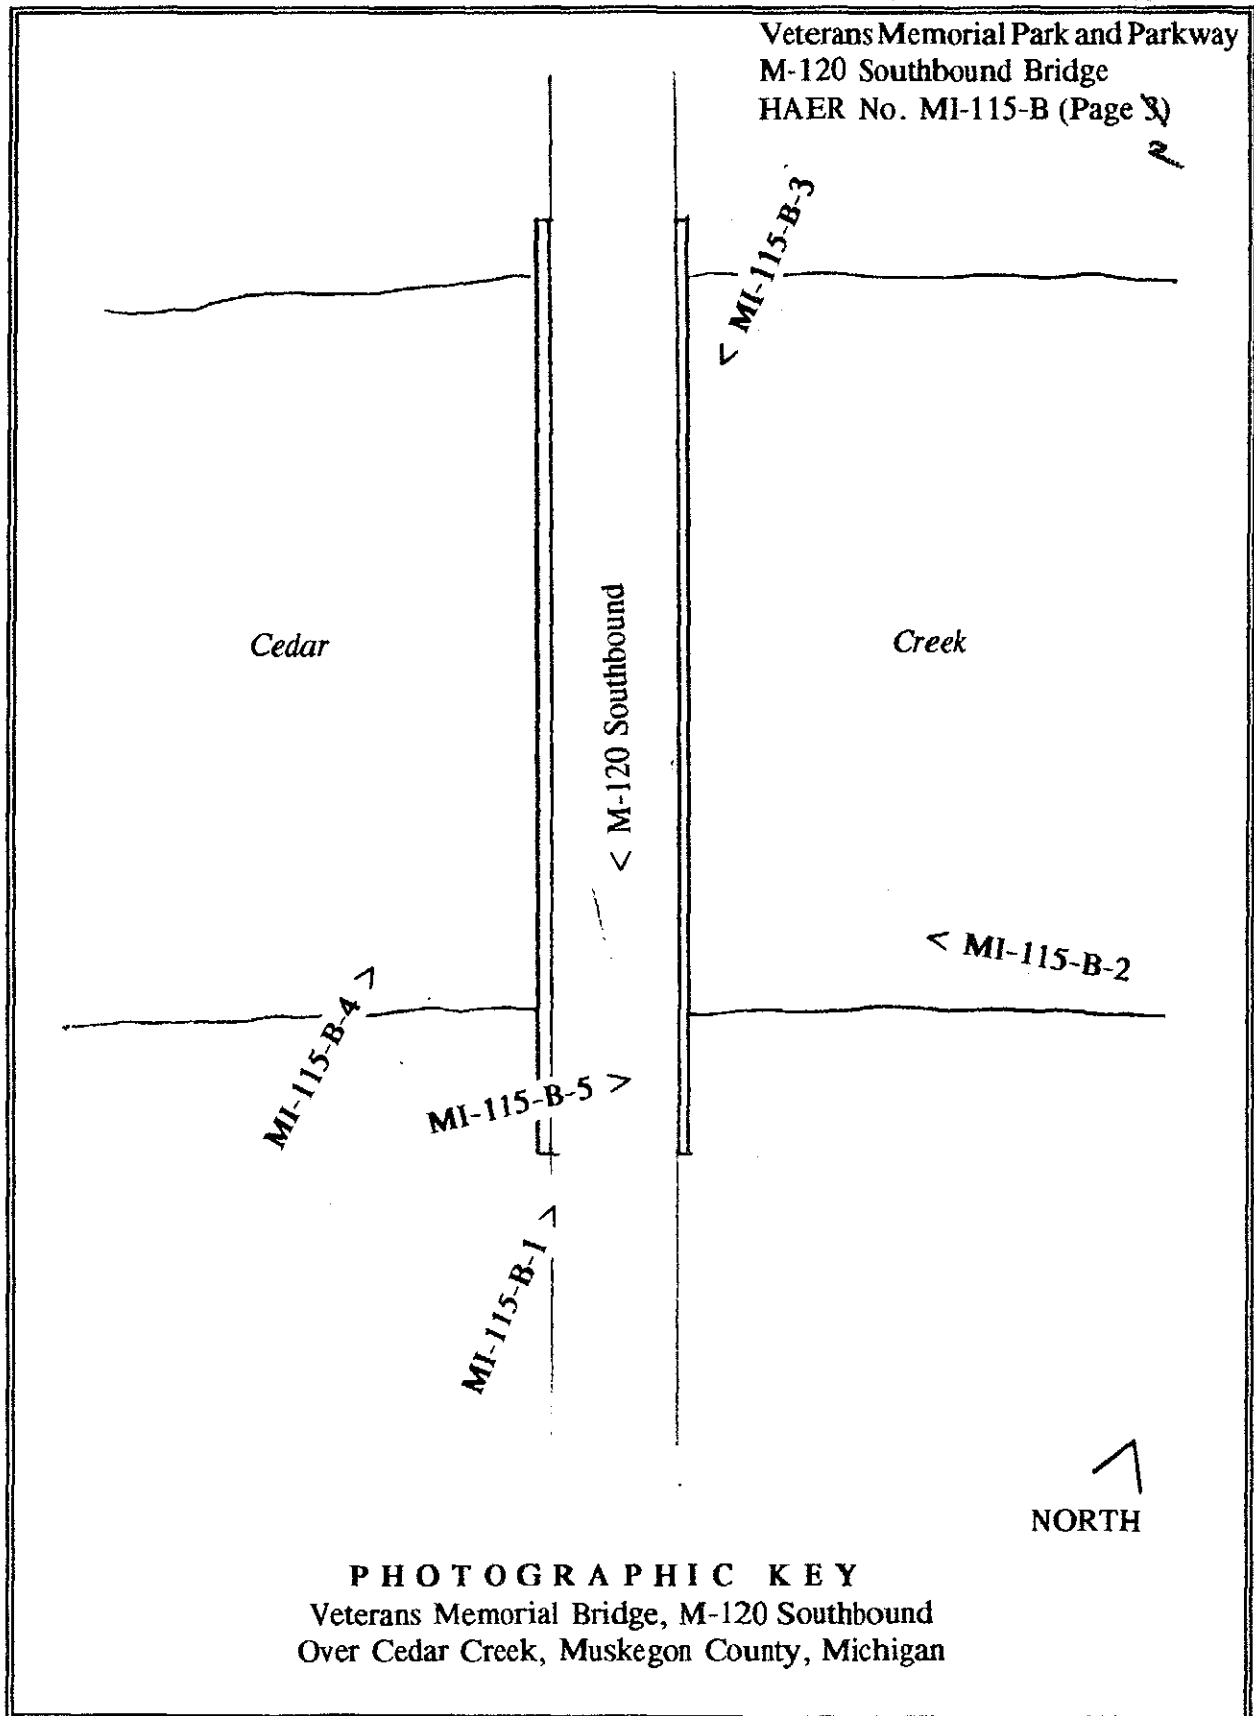 Veterans Memorial Park and Parkway
M-120 Southbound Bridge
HAER No. MI-115-B (Page 3)
2
< MI-115-B-3
Cedar
< M-120 Southbound
Creek
< MI-115-B-2
MI-115-B-4 >
MI-115-B-5 >
MI-115-B-1 >
NORTH
PHOTOGRAPHIC KEY
Veterans Memorial Bridge, M-120 Southbound
Over Cedar Creek, Muskegon County, Michigan